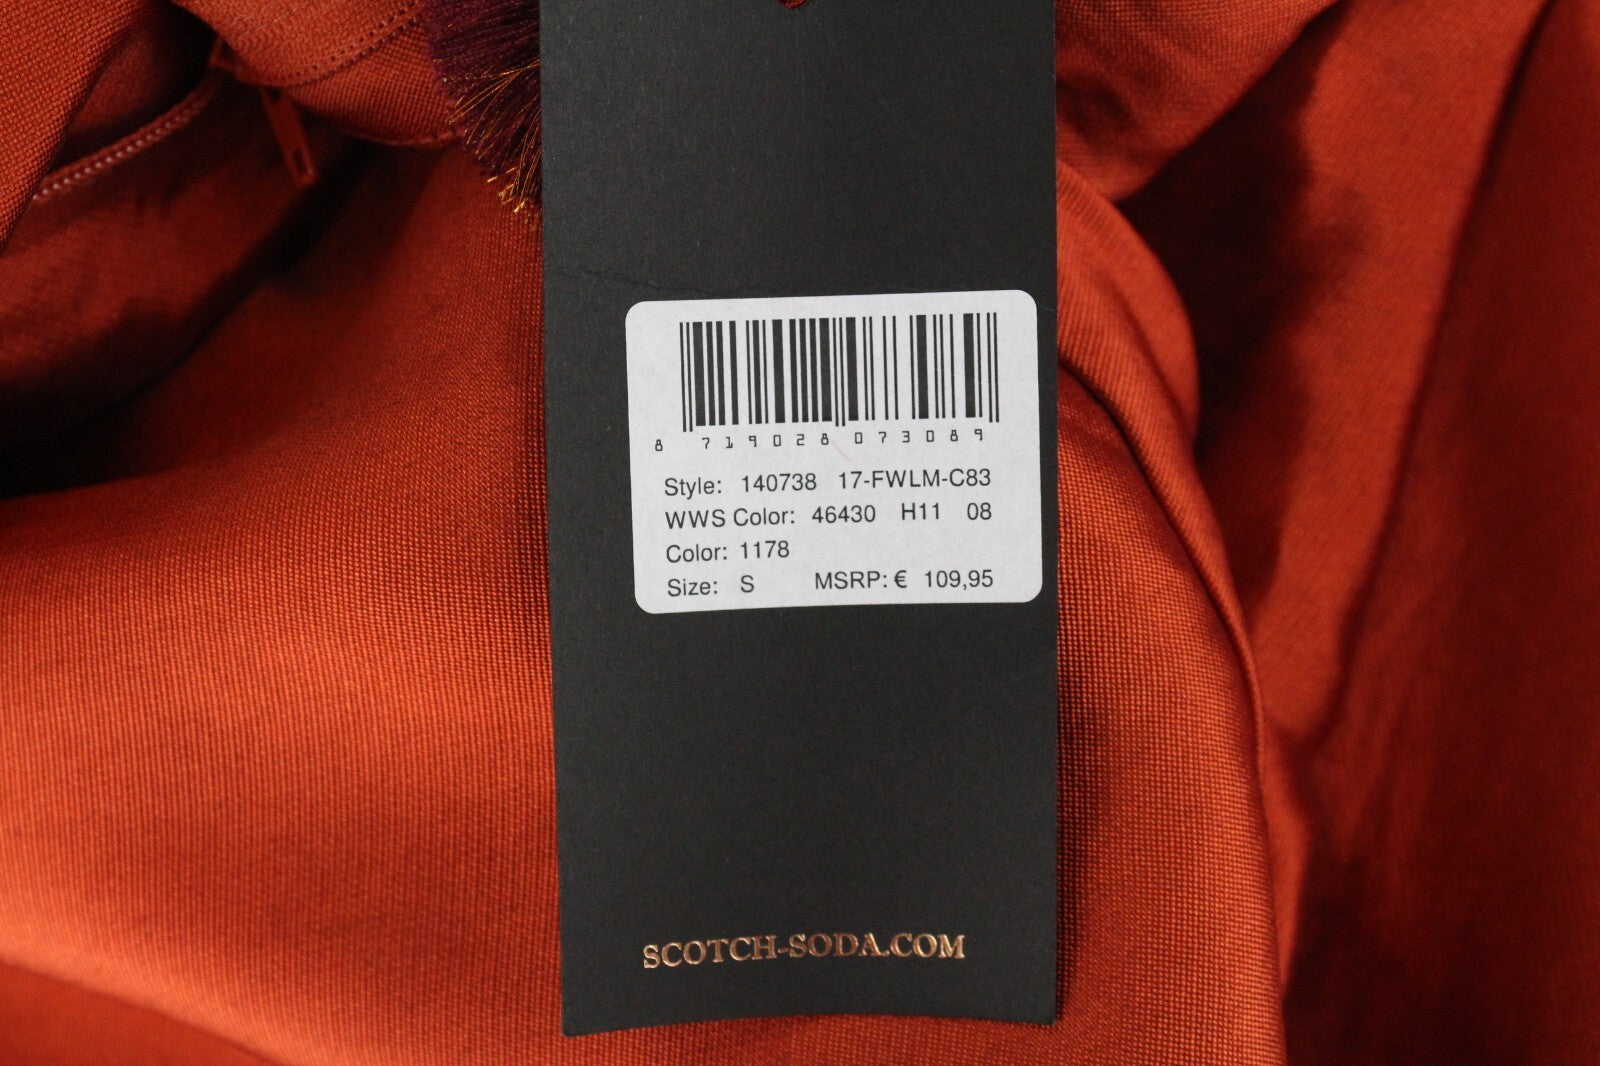 8 719028 073089
Style: 140738 17-FWLM-C83
WWS Color: 46430 H11 08
Color: 1178
Size: S MSRP: € 109,95
SCOTCH-SODA.COM